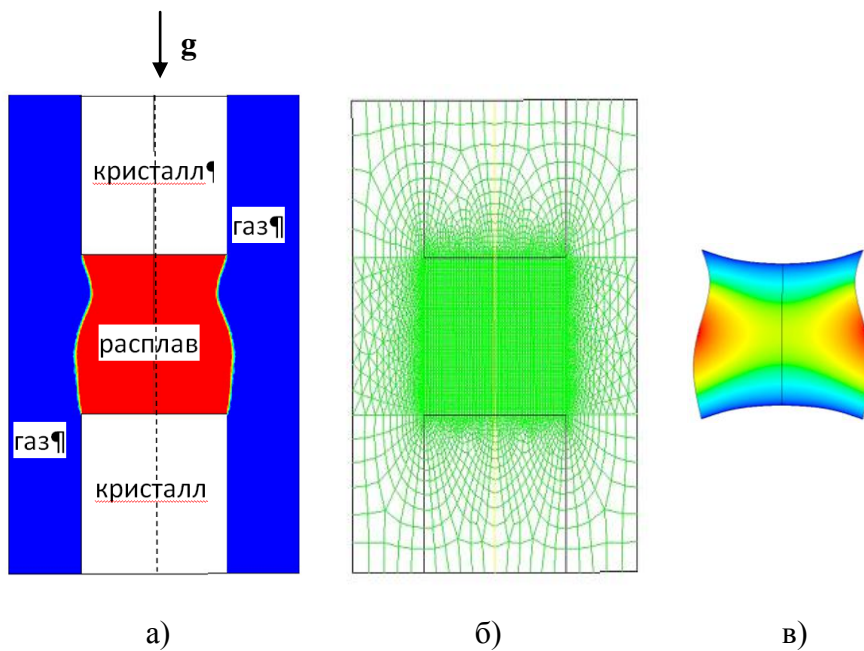 g
кристалл¶
газ¶
расплав
газ¶
кристалл
а)
б)
в)